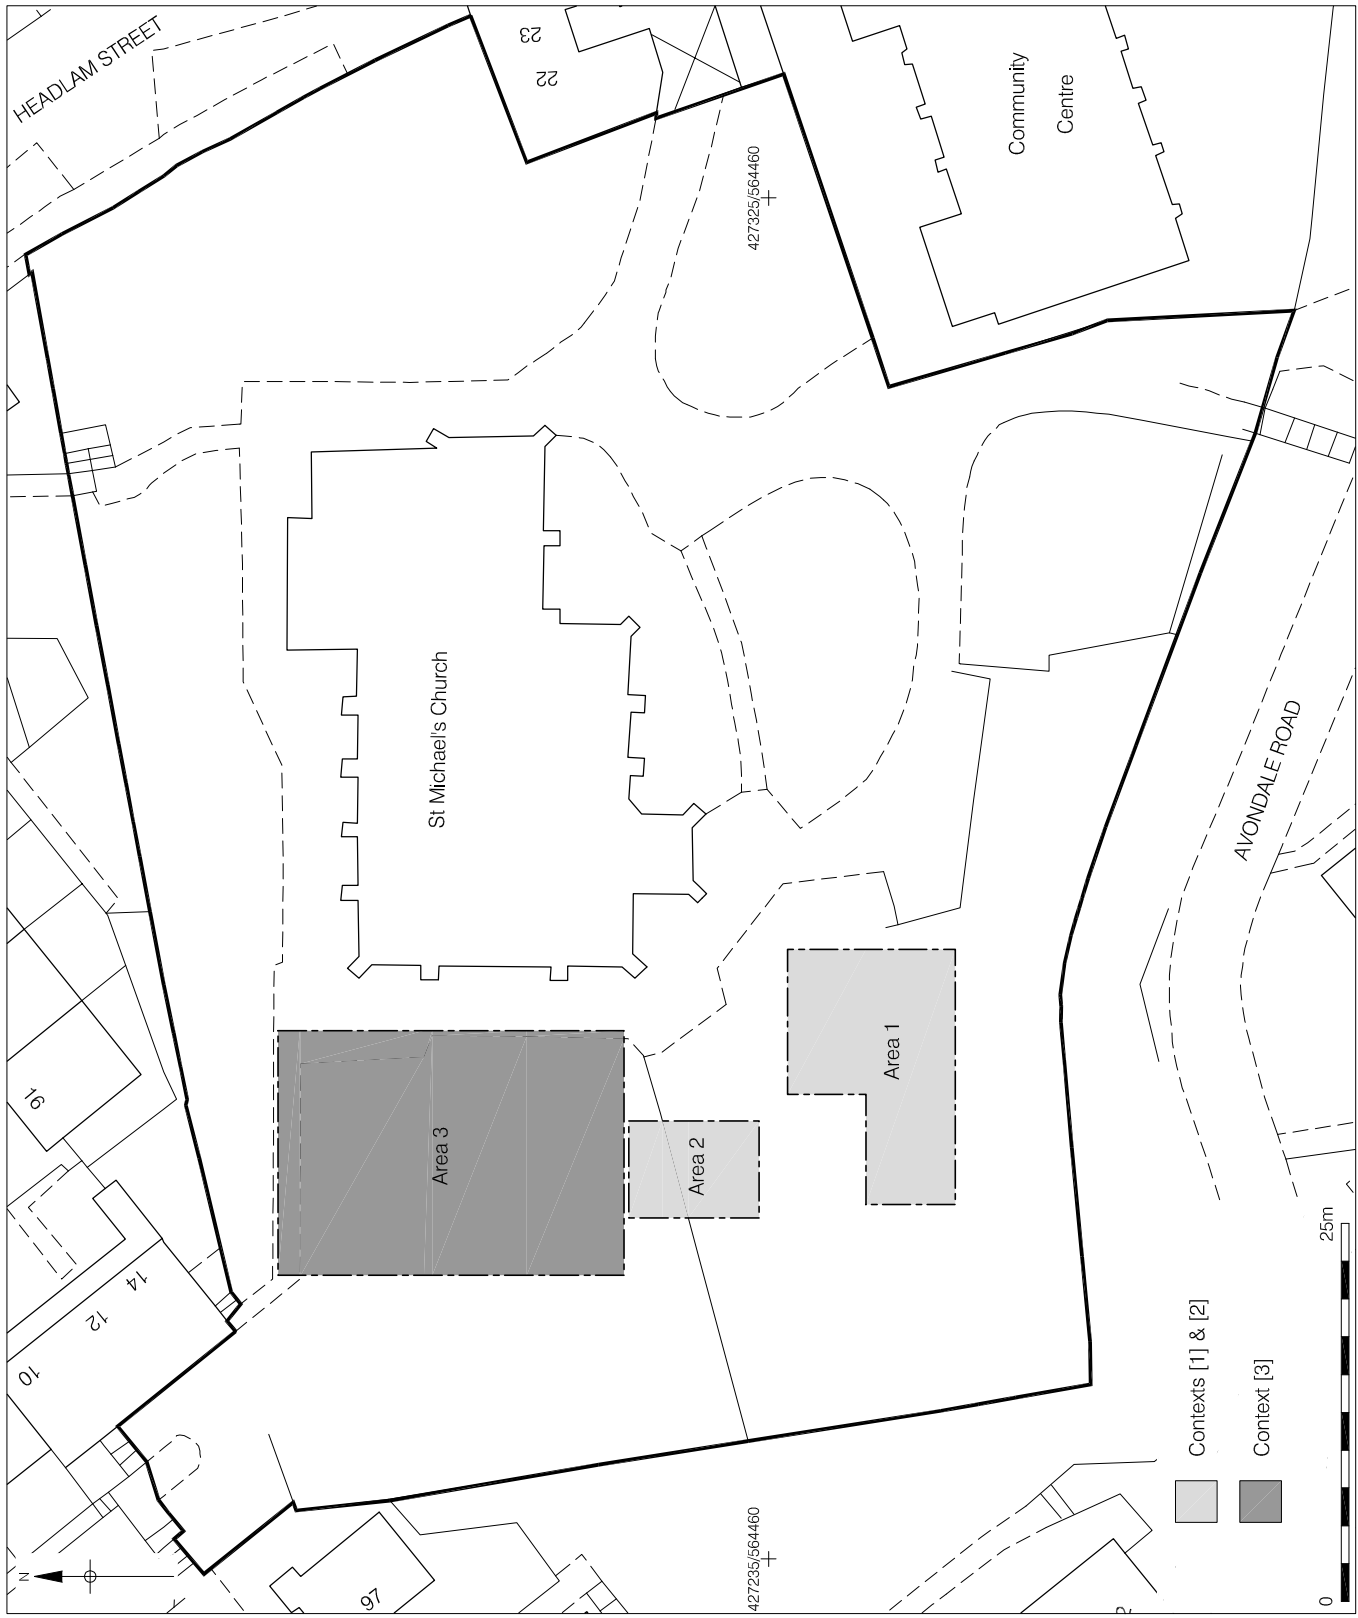 HEADLAM STREET
23
22
Community
Centre
427325/564460
St Michael's Church
AVONDALE ROAD
16
Area 3
Area 2
Area 1
14
12
10
97
N
427235/564460
Contexts [1] & [2]
Context [3]
0
25m